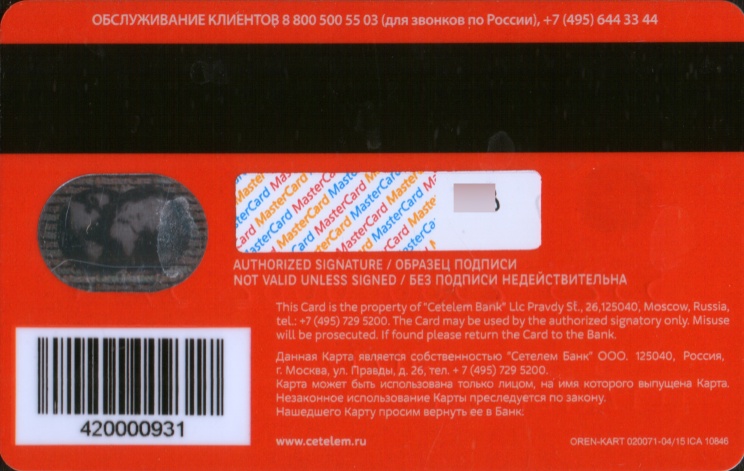 ОБСЛУЖИВАНИЕ КЛИЕНТОВ 8 800 500 55 03 (для звонков по России), +7 (495) 644 33 44
MasterCard MasterCard MasterCard
AUTHORIZED SIGNATURE / ОБРАЗЕЦ ПОДПИСИ
NOT VALID UNLESS SIGNED / БЕЗ ПОДПИСИ НЕДЕЙСТВИТЕЛЬНА
This Card is the property of "Cetelem Bank" Llc Pravdy St., 26,125040, Moscow, Russia,
tel.: +7 (495) 729 5200. The Card may be used by the authorized signatory only. Misuse
will be prosecuted. If found please return the Card to the Bank.
Данная Карта является собственностью "Сетелем Банк" ООО. 125040, Россия,
г. Москва, ул. Правды, д. 26, тел. + 7 (495) 729 5200.
Карта может быть использована только лицом, на имя которого выпущена Карта.
Незаконное использование Карты преследуется по закону.
Нашедшего Карту просим вернуть ее в Банк.
420000931
www.cetelem.ru
OREN-KART 020071-04/15 ICA 10846